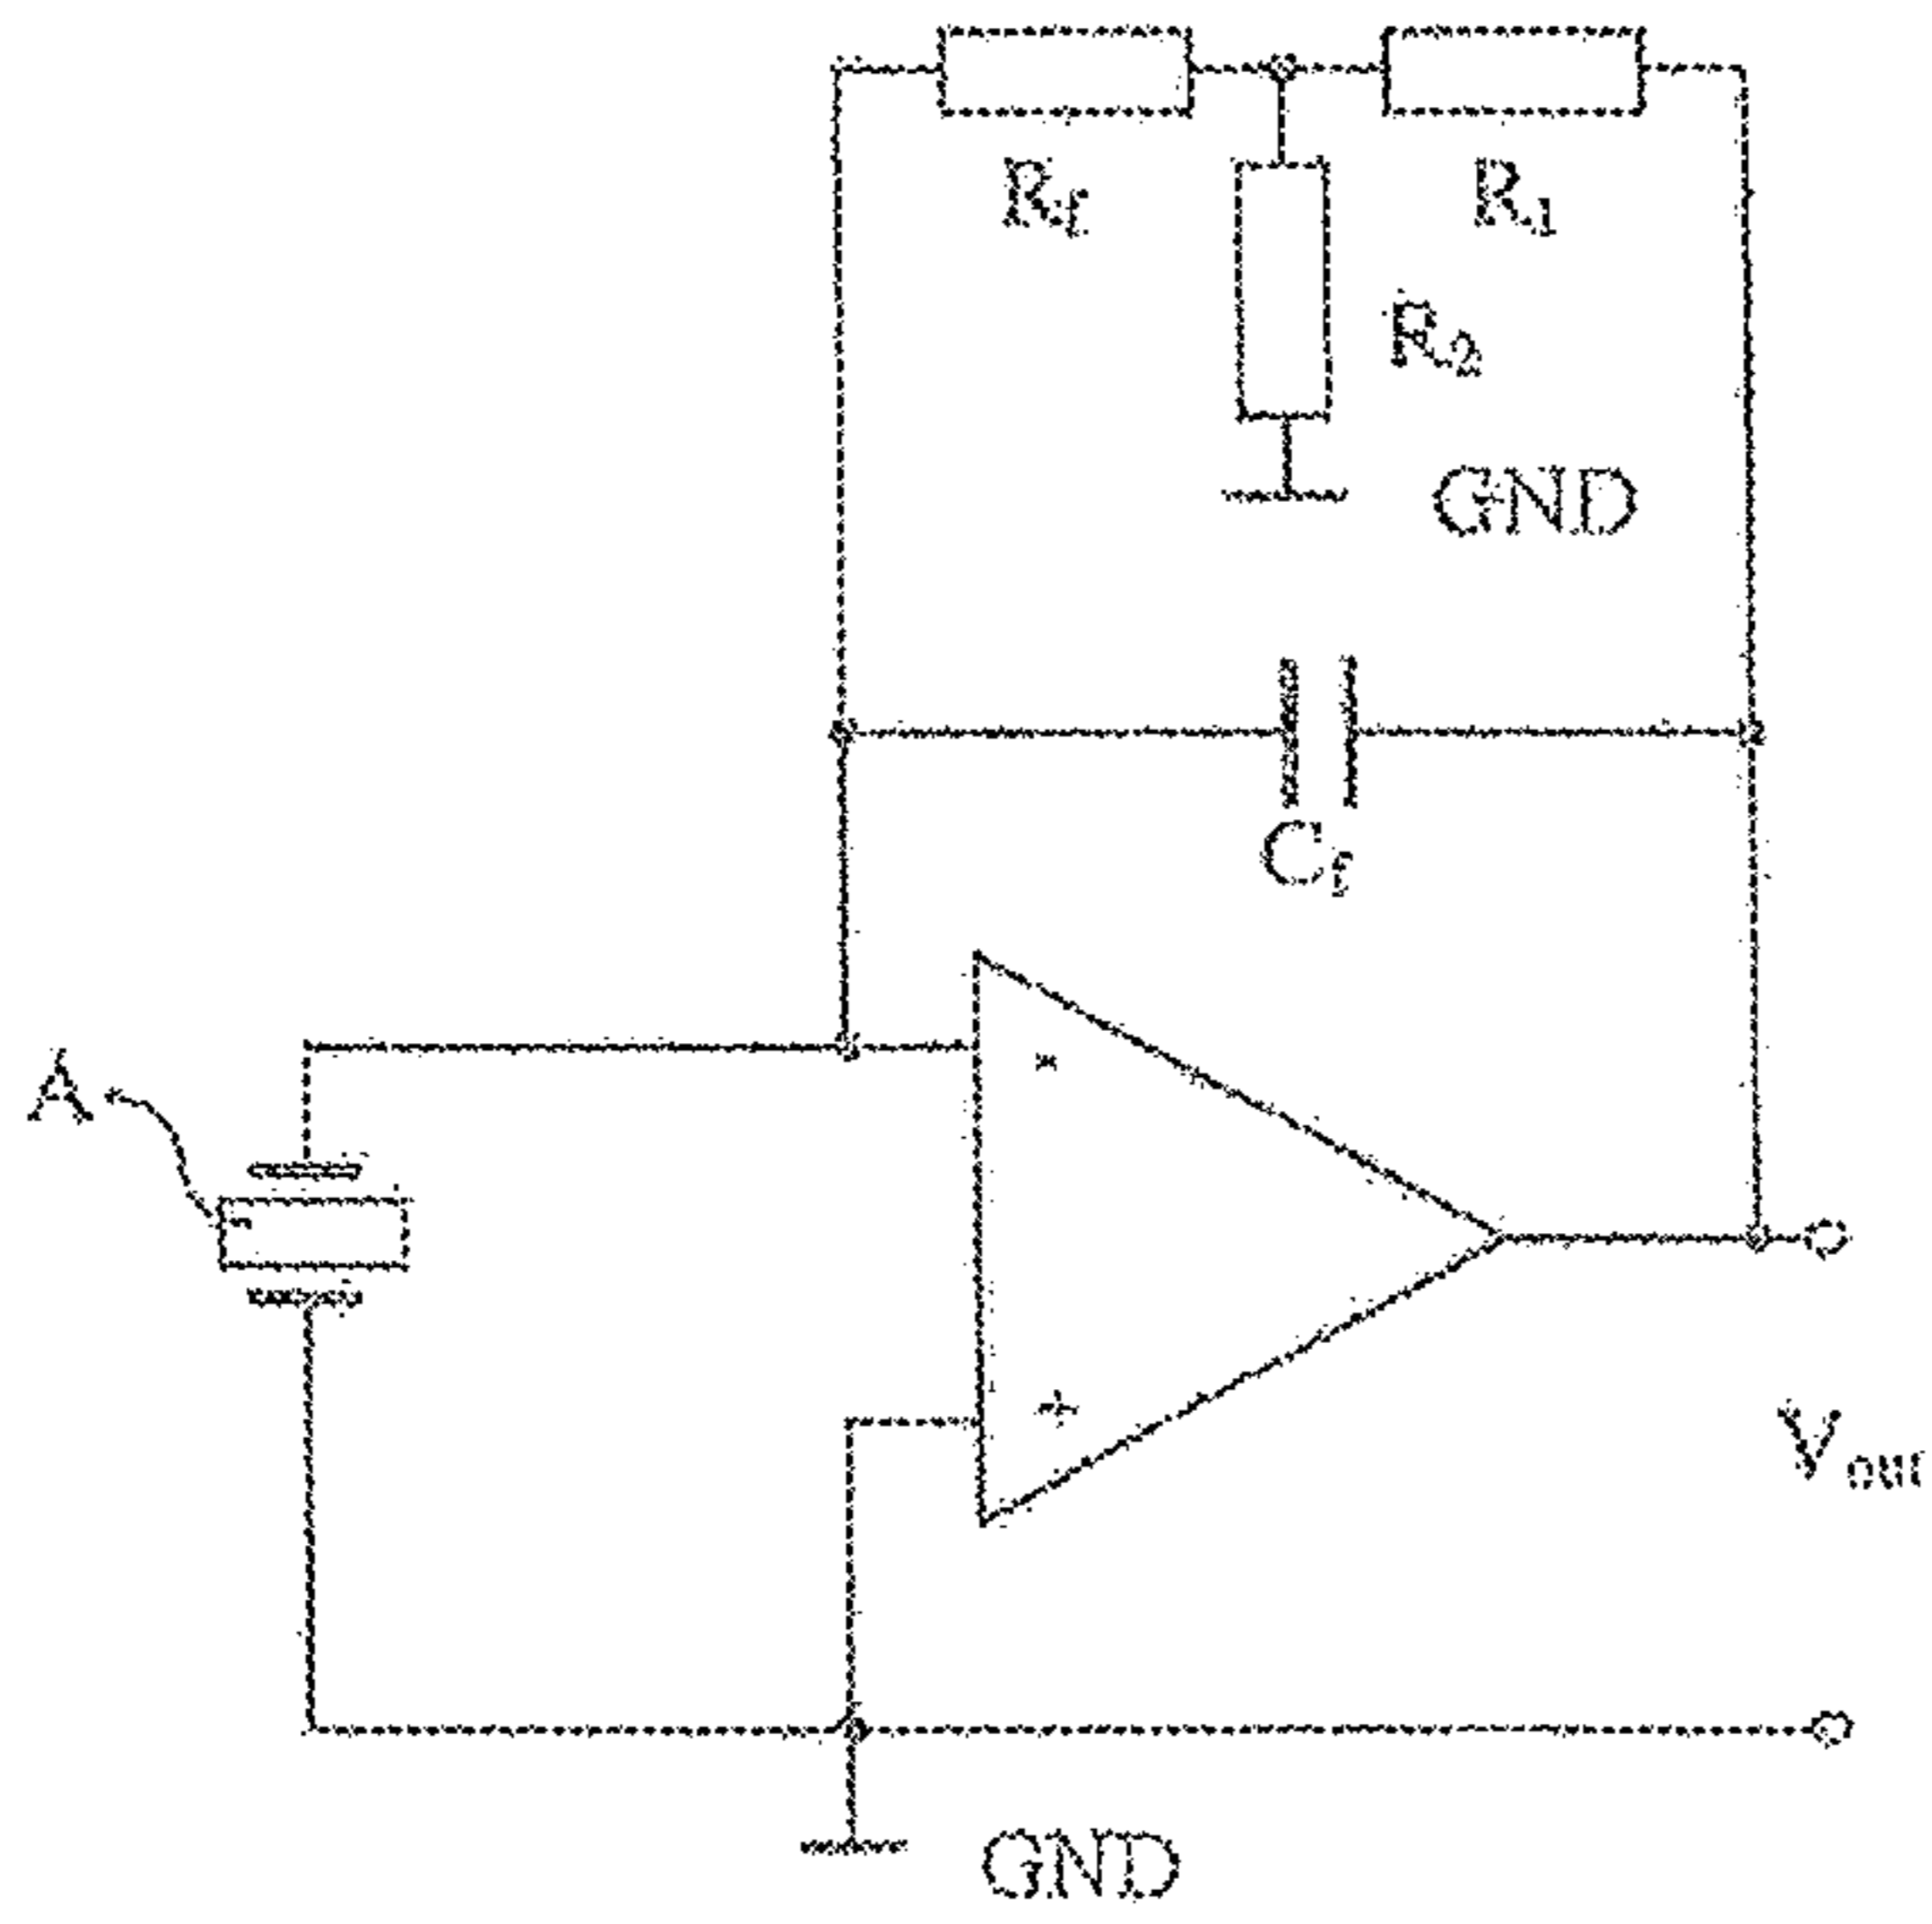 Rf
R1
R2
GND
Cf
A
-
+
Vout
GND